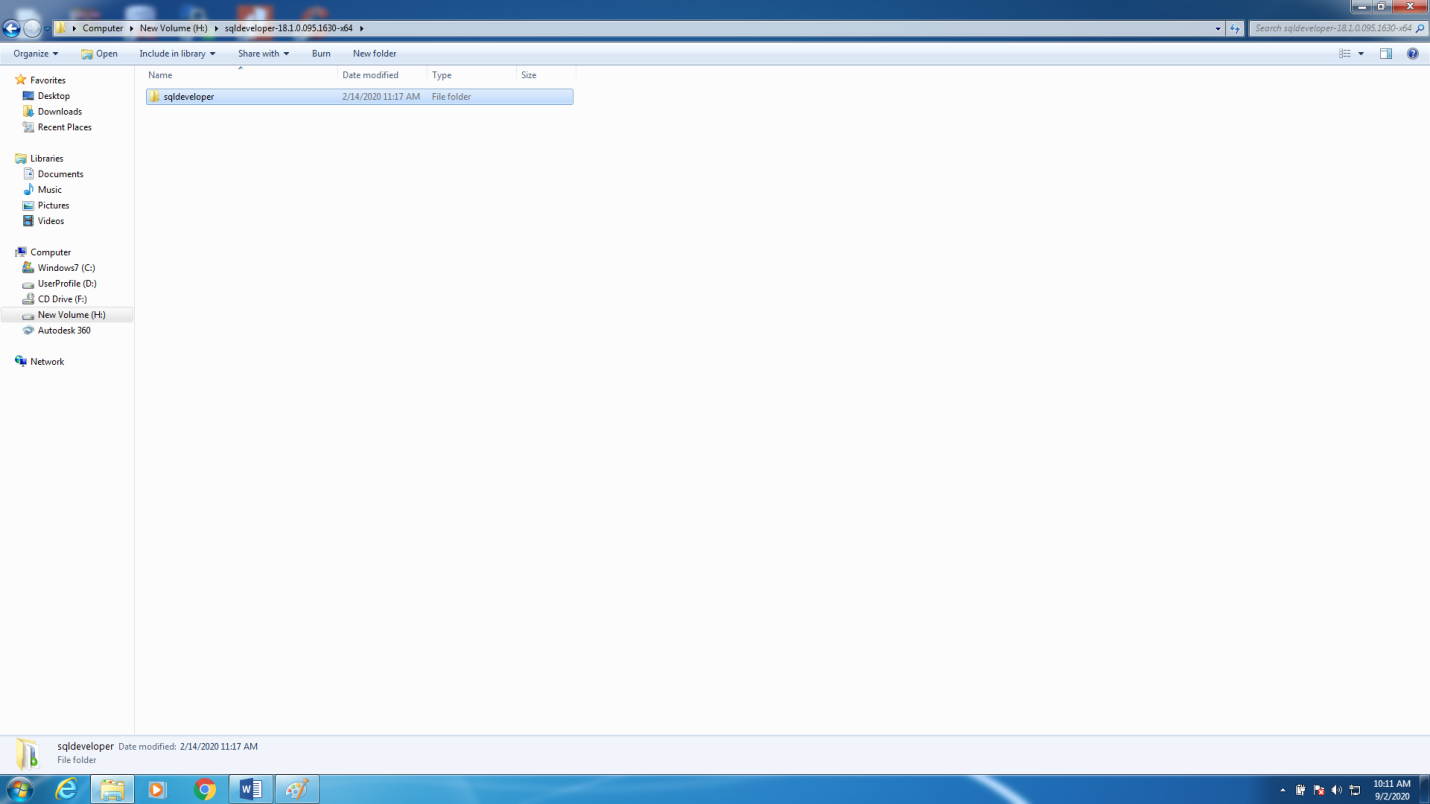 Computer New Volume (H:) sqldeveloper-18.1.0.095.1630-x64 Search sqldeveloper-18.1.0.095.1630-x64
Organize Open Include in library Share with Burn New folder
Name Date modified Type Size
sqldeveloper 2/14/2020 11:17 AM File folder
Favorites
Desktop
Downloads
Recent Places
Libraries
Documents
Music
Pictures
Videos
Computer
Windows7 (C:)
UserProfile (D:)
CD Drive (F:)
New Volume (H:)
Autodesk 360
Network
sqldeveloper Date modified: 2/14/2020 11:17 AM
File folder
10:11 AM
9/2/2020